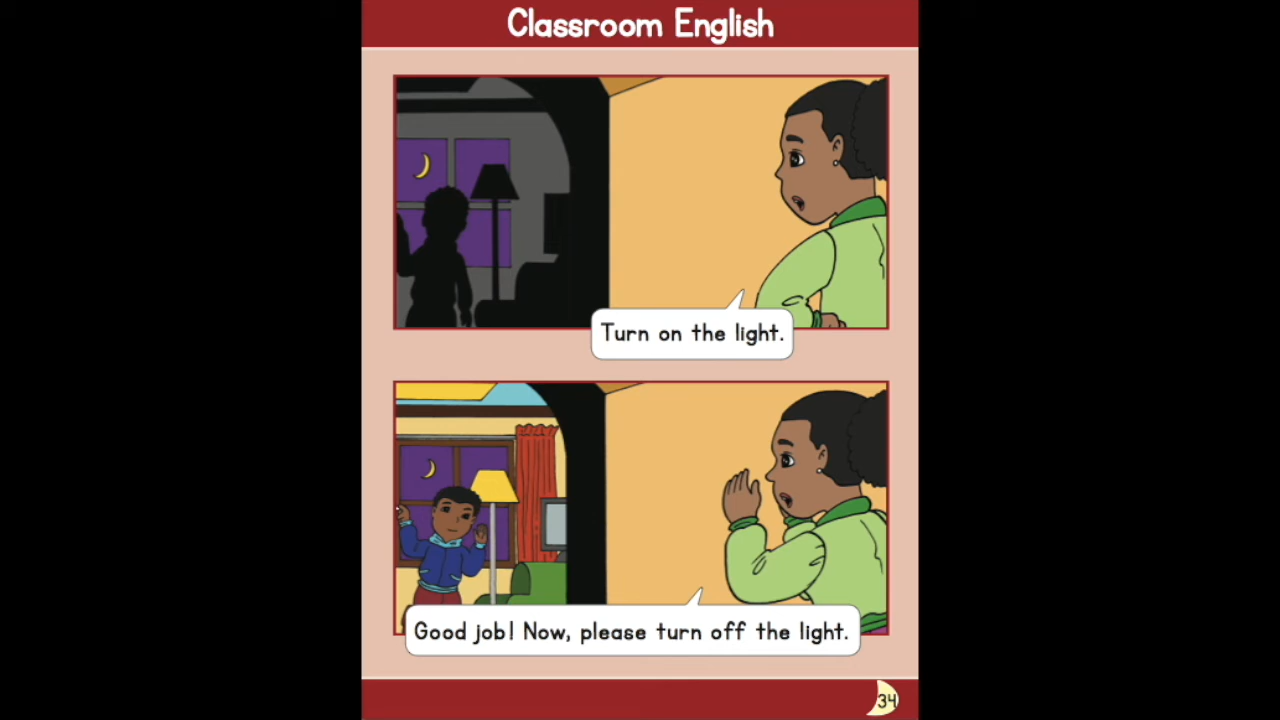 Classroom English
Turn on the light.
Good job! Now, please turn off the light.
34